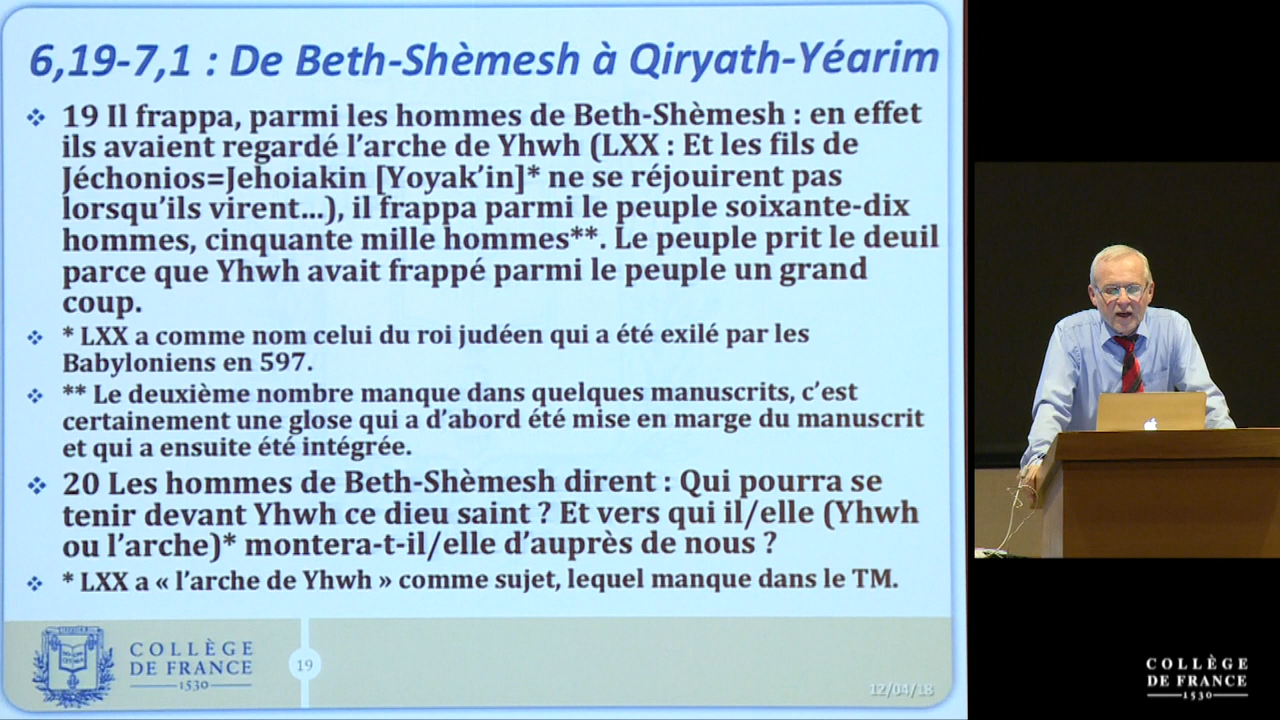 6,19-7,1 : De Beth-Shèmesh à Qiryath-Yéarim
❖ 19 Il frappa, parmi les hommes de Beth-Shèmesh : en effet
ils avaient regardé l’arche de Yhwh (LXX : Et les fils de
Jéchonios=Jehoiakin [Yoyak’in]* ne se réjouirent pas
lorsqu’ils virent…), il frappa parmi le peuple soixante-dix
hommes, cinquante mille hommes**. Le peuple prit le deuil
parce que Yhwh avait frappé parmi le peuple un grand
coup.
❖ * LXX a comme nom celui du roi judéen qui a été exilé par les
Babyloniens en 597.
❖ ** Le deuxième nombre manque dans quelques manuscrits, c’est
certainement une glose qui a d’abord été mise en marge du manuscrit
et qui a ensuite été intégrée.
❖ 20 Les hommes de Beth-Shèmesh dirent : Qui pourra se
tenir devant Yhwh ce dieu saint ? Et vers qui il/elle (Yhwh
ou l’arche)* montera-t-il/elle d’auprès de nous ?
❖ * LXX a « l’arche de Yhwh » comme sujet, lequel manque dans le TM.
COLLÈGE
DE FRANCE
1530
19
12/04/18
COLLÈGE
DE FRANCE
1530